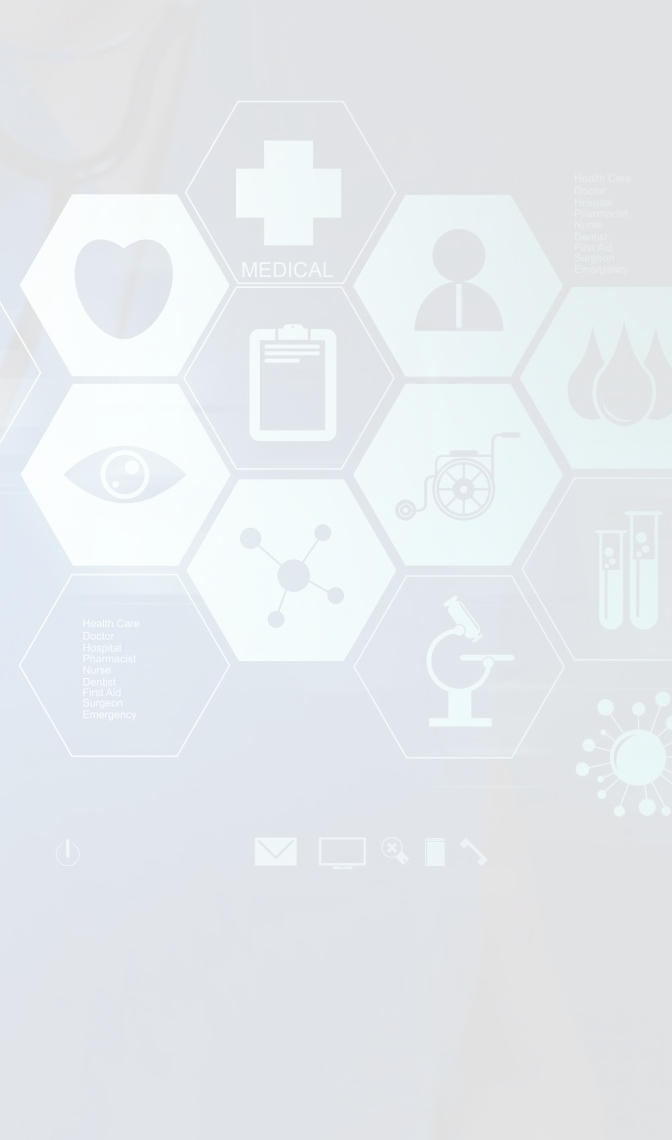 MEDICAL
Health Care
Doctor
Hospital
Pharmacist
Nurse
Dentist
First Aid
Surgeon
Emergency
Health Care
Doctor
Hospital
Pharmacist
Nurse
Dentist
First Aid
Surgeon
Emergency